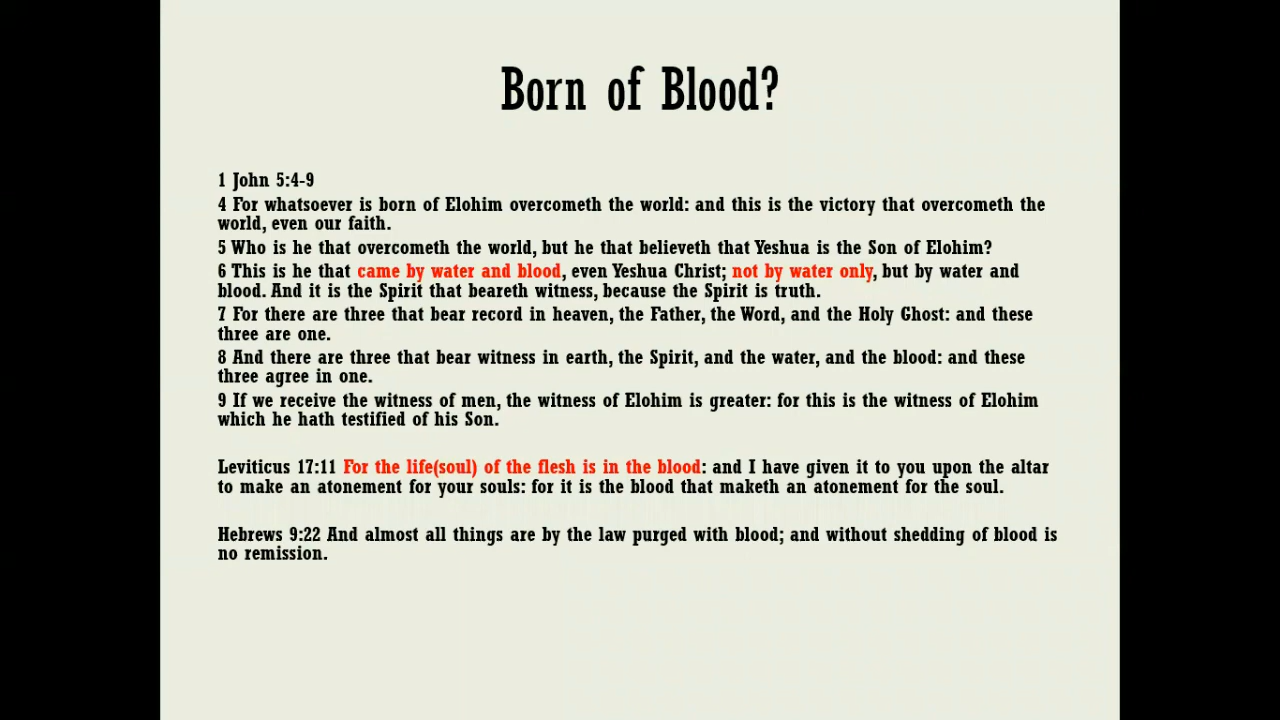 Born of Blood?
1 John 5:4-9
4 For whatsoever is born of Elohim overcometh the world: and this is the victory that overcometh the
world, even our faith.
5 Who is he that overcometh the world, but he that believeth that Yeshua is the Son of Elohim?
6 This is he that came by water and blood, even Yeshua Christ; not by water only, but by water and
blood. And it is the Spirit that beareth witness, because the Spirit is truth.
7 For there are three that bear record in heaven, the Father, the Word, and the Holy Ghost: and these
three are one.
8 And there are three that bear witness in earth, the Spirit, and the water, and the blood: and these
three agree in one.
9 If we receive the witness of men, the witness of Elohim is greater: for this is the witness of Elohim
which he hath testified of his Son.
Leviticus 17:11 For the life(soul) of the flesh is in the blood: and I have given it to you upon the altar
to make an atonement for your souls: for it is the blood that maketh an atonement for the soul.
Hebrews 9:22 And almost all things are by the law purged with blood; and without shedding of blood is
no remission.